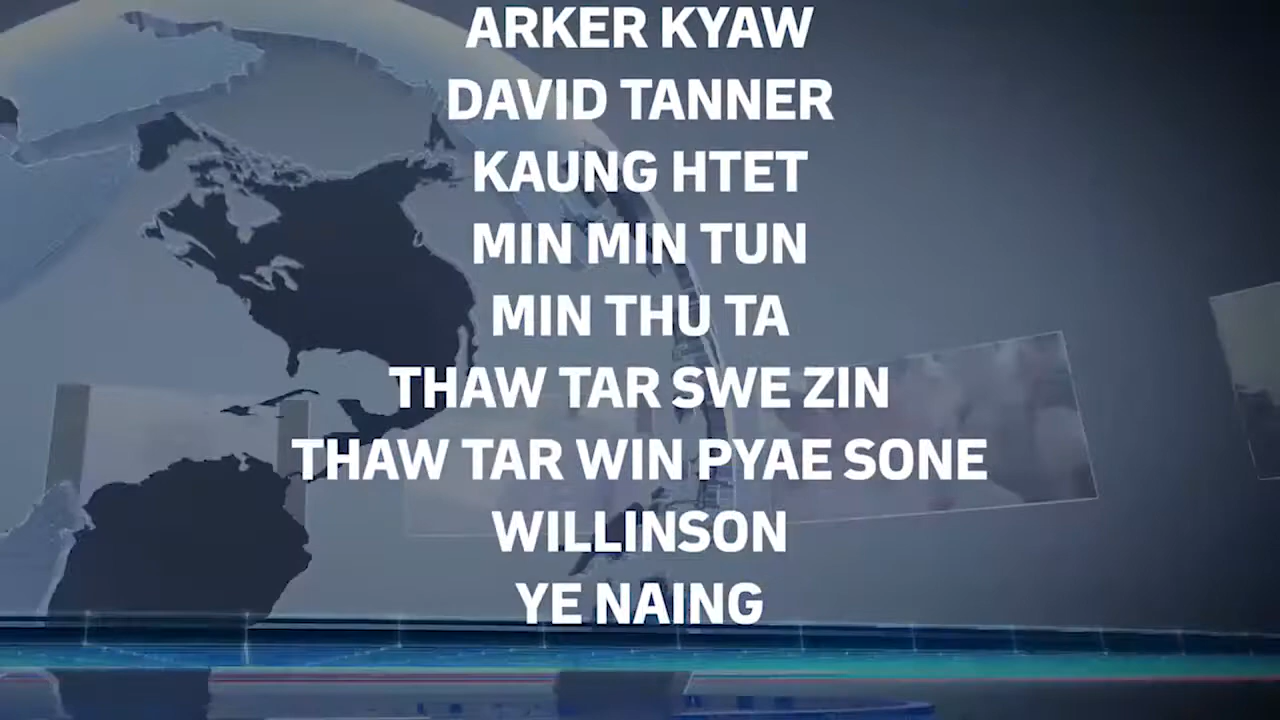 ARKER KYAW
DAVID TANNER
KAUNG HTET
MIN MIN TUN
MIN THU TA
THAW TAR SWE ZIN
THAW TAR WIN PYAE SONE
WILLINSON
YE NAING